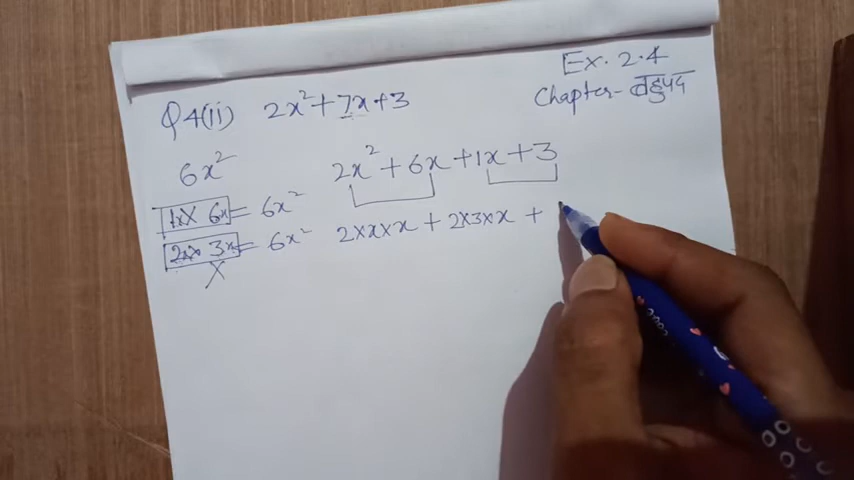 Ex. 2.4
Chapter- बहुपद
Q4(ii) 2x²+7x+3
6x²
2x² + 6x +1x +3
1x× 6x = 6x²
2x× 3x = 6x²
2×x×x + 2×3×x +
X